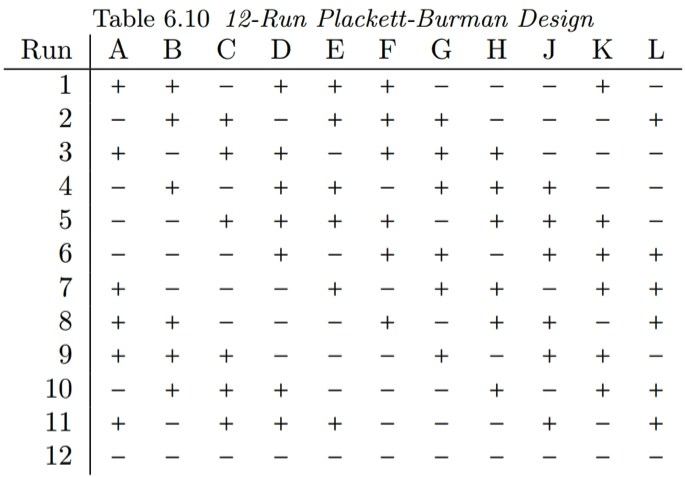 Table 6.10 12-Run Plackett-Burman Design
Run A B C D E F G H J K L
1 + + − + + + − − − + −
2 − + + − + + + − − − +
3 + − + + − + + + − − −
4 − + − + + − + + + − −
5 − − + + + + − + + + −
6 − − − + − + + − + + +
7 + − − − + − + + − + +
8 + + − − − + − + + − +
9 + + + − − − + − + + −
10 − + + + − − − + − + +
11 + − + + + − − − + − +
12 − − − − − − − − − − −